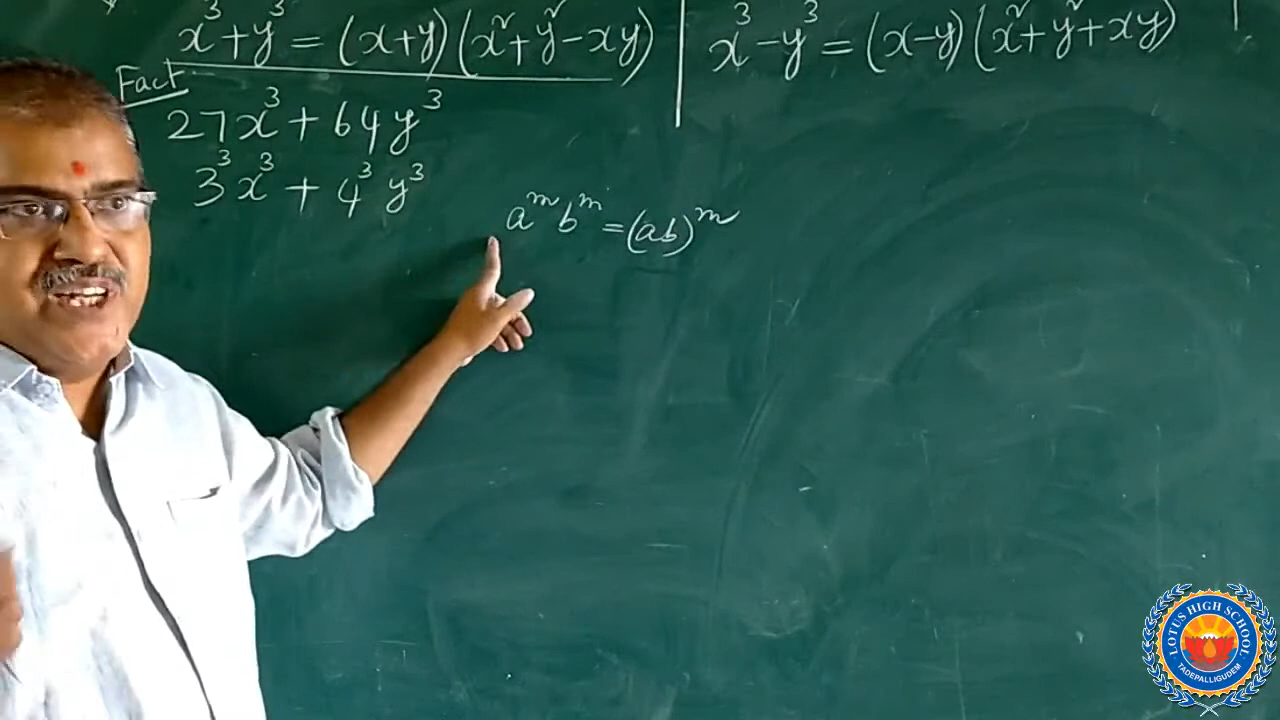 x³+y³ = (x+y)(x²+y²-xy)
x³-y³ = (x-y)(x²+y²+xy)
Fact
27x³ + 64y³
3³x³ + 4³y³
aᵐbᵐ = (ab)ᵐ
LOTUS HIGH SCHOOL
TADEPALLIGUDEM